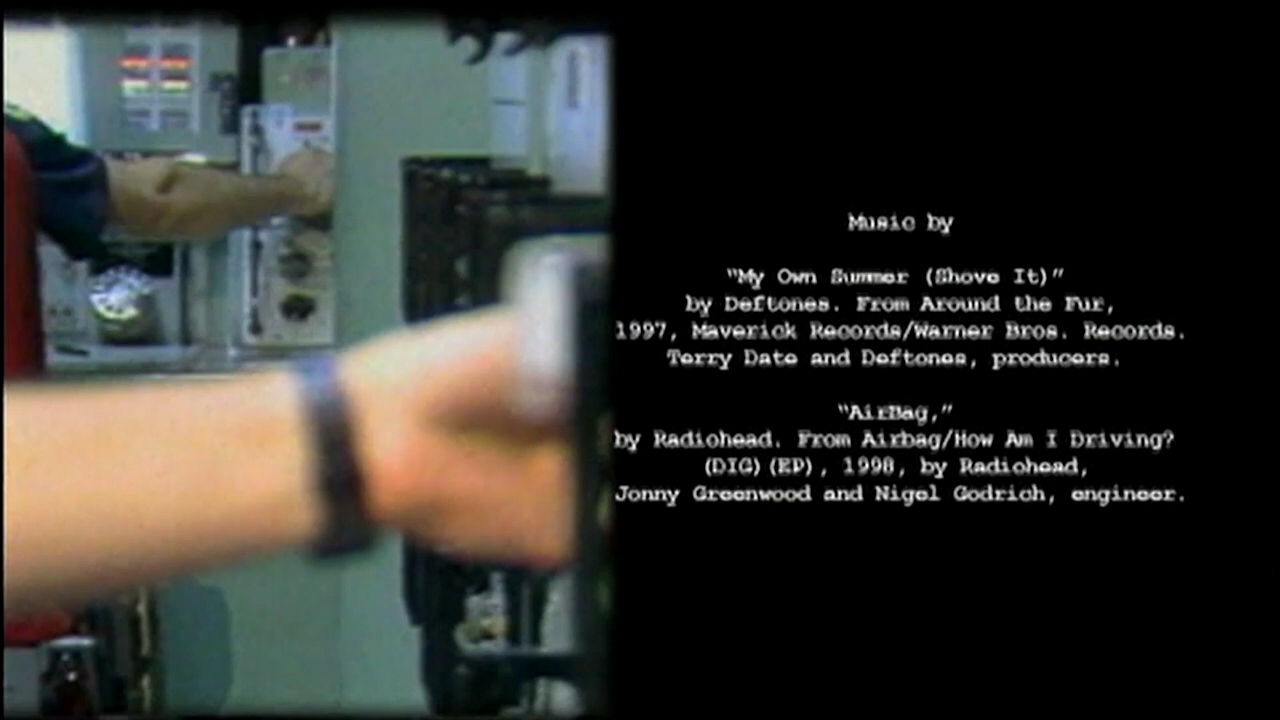 Music by
"My Own Summer (Shove It)"
by Deftones. From Around the Fur,
1997, Maverick Records/Warner Bros. Records.
Terry Date and Deftones, producers.
"AirBag,"
by Radiohead. From Airbag/How Am I Driving?
(DIG)(EP), 1998, by Radiohead,
Jonny Greenwood and Nigel Godrich, engineer.